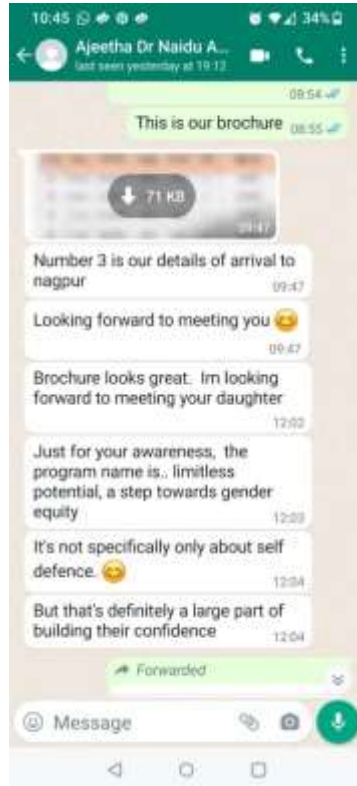 10:45
34%
Ajeetha Dr Naidu A...
last seen yesterday at 19:12
09:54
This is our brochure
08:55
71 KB
09:47
Number 3 is our details of arrival to
nagpur
09:47
Looking forward to meeting you
09:47
Brochure looks great. Im looking
forward to meeting your daughter
12:02
Just for your awareness, the
program name is.. limitless
potential, a step towards gender
equity
12:03
It's not specifically only about self
defence.
12:04
But that's definitely a large part of
building their confidence
12:04
Forwarded
Message